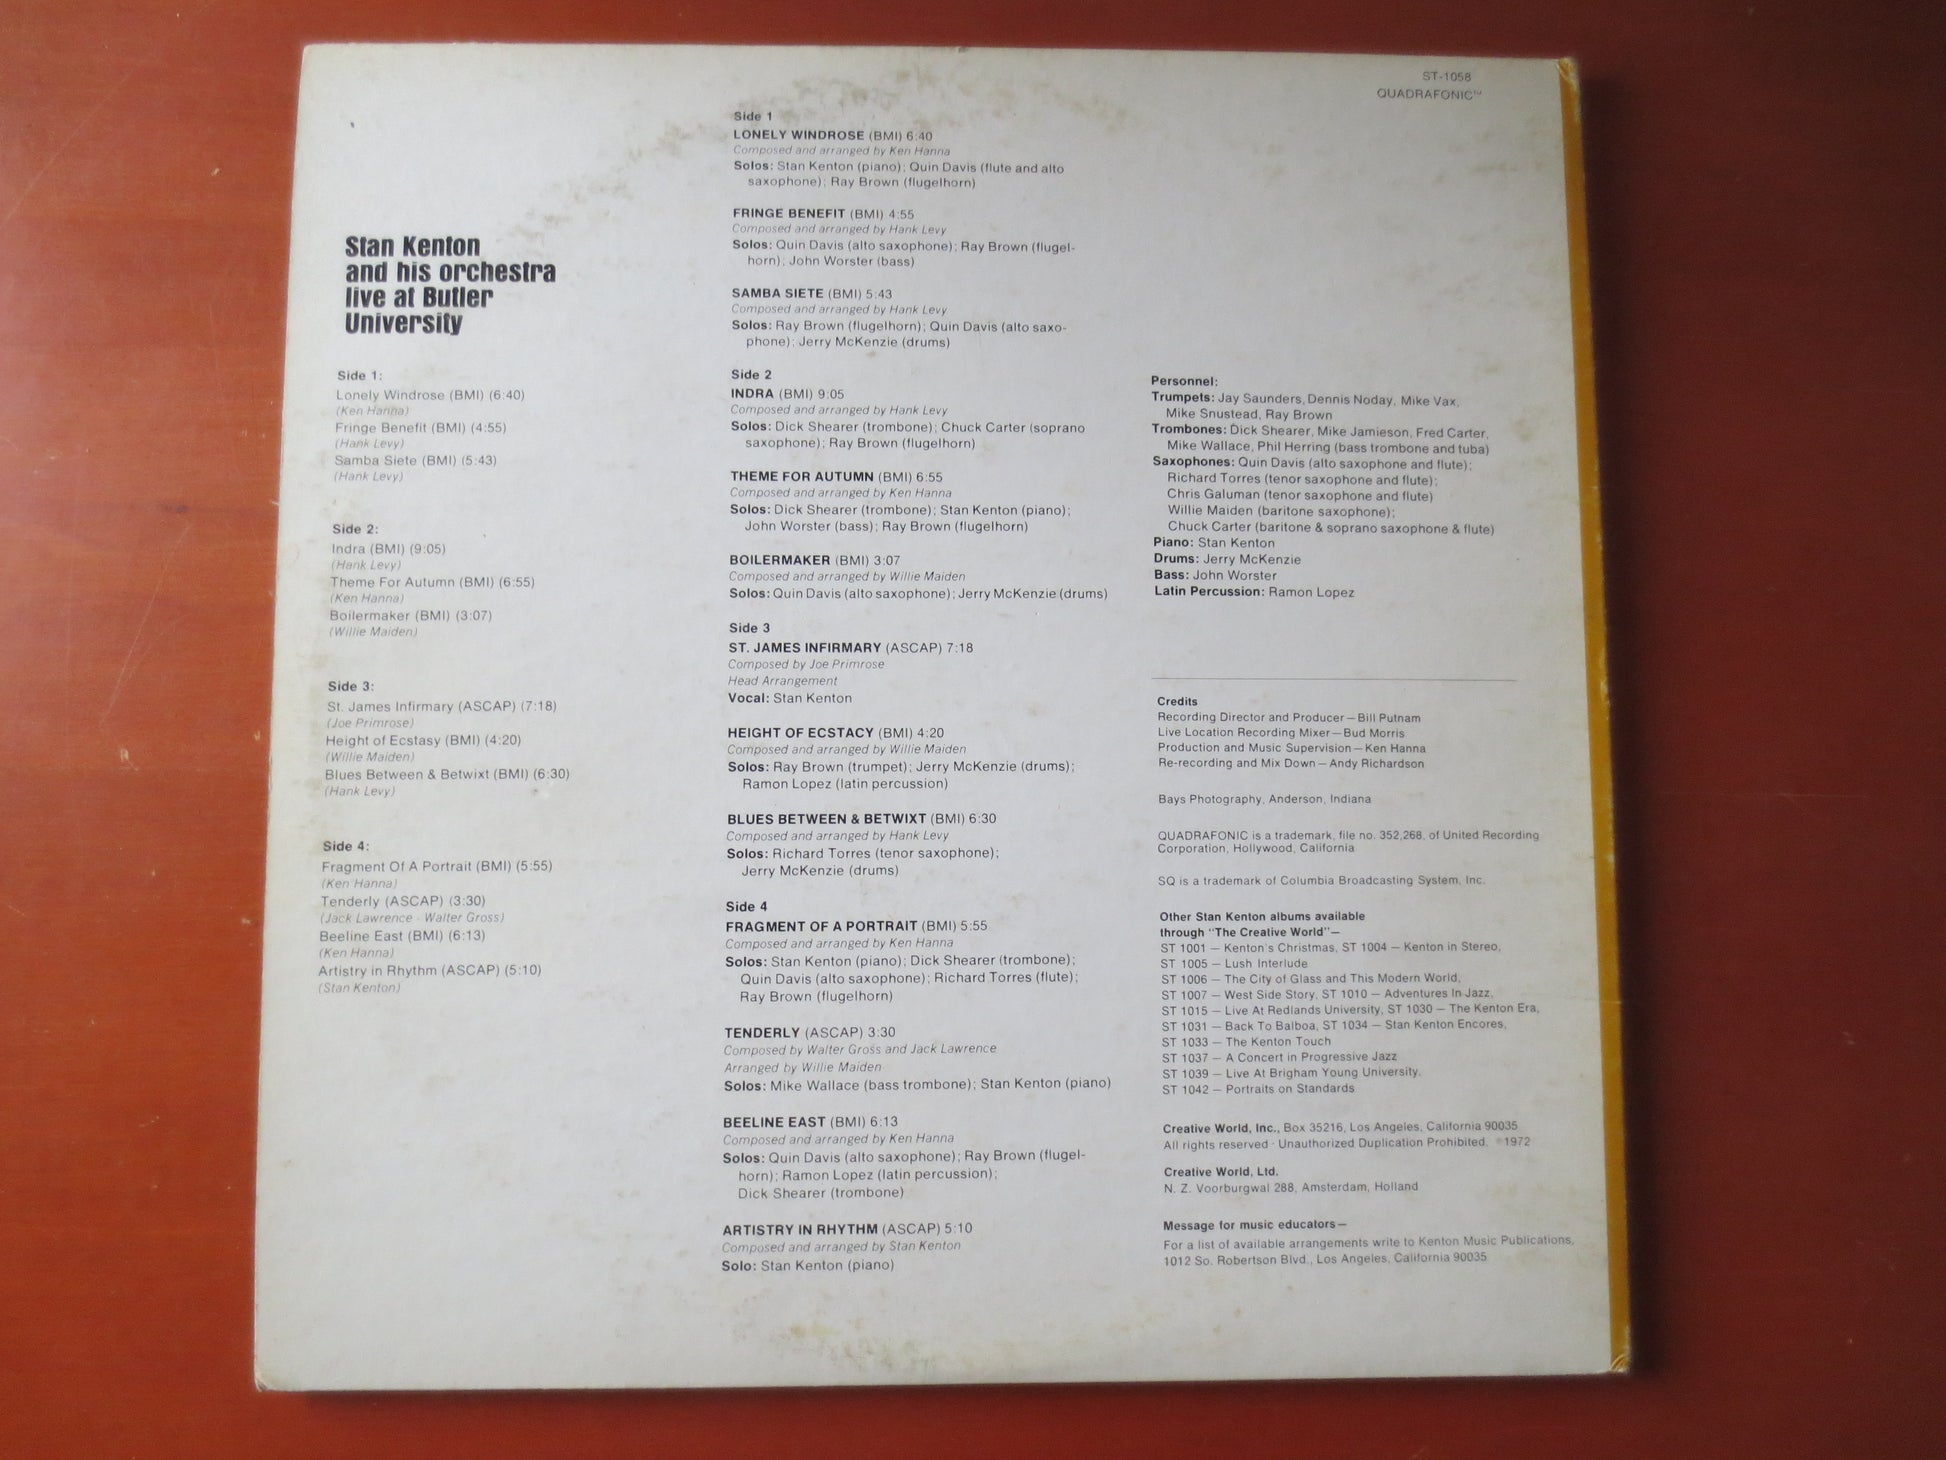 ST-1058
QUADRAFONIC™
Stan Kenton
and his orchestra
live at Butler
University
Side 1:
Lonely Windrose (BMI) (6:40)
(Ken Hanna)
Fringe Benefit (BMI) (4:55)
(Hank Levy)
Samba Siete (BMI) (5:43)
(Hank Levy)
Side 2:
Indra (BMI) (9:05)
(Hank Levy)
Theme For Autumn (BMI) (6:55)
(Ken Hanna)
Boilermaker (BMI) (3:07)
(Willie Maiden)
Side 3:
St. James Infirmary (ASCAP) (7:18)
(Joe Primrose)
Height of Ecstasy (BMI) (4:20)
(Willie Maiden)
Blues Between & Betwixt (BMI) (6:30)
(Hank Levy)
Side 4:
Fragment Of A Portrait (BMI) (5:55)
(Ken Hanna)
Tenderly (ASCAP) (3:30)
(Jack Lawrence - Walter Gross)
Beeline East (BMI) (6:13)
(Ken Hanna)
Artistry in Rhythm (ASCAP) (5:10)
(Stan Kenton)
Side 1
LONELY WINDROSE (BMI) 6:40
Composed and arranged by Ken Hanna
Solos: Stan Kenton (piano); Quin Davis (flute and alto
saxophone); Ray Brown (flugelhorn)
FRINGE BENEFIT (BMI) 4:55
Composed and arranged by Hank Levy
Solos: Quin Davis (alto saxophone); Ray Brown (flugel-
horn); John Worster (bass)
SAMBA SIETE (BMI) 5:43
Composed and arranged by Hank Levy
Solos: Ray Brown (flugelhorn); Quin Davis (alto saxo-
phone); Jerry McKenzie (drums)
Side 2
INDRA (BMI) 9:05
Composed and arranged by Hank Levy
Solos: Dick Shearer (trombone); Chuck Carter (soprano
saxophone); Ray Brown (flugelhorn)
THEME FOR AUTUMN (BMI) 6:55
Composed and arranged by Ken Hanna
Solos: Dick Shearer (trombone); Stan Kenton (piano);
John Worster (bass); Ray Brown (flugelhorn)
BOILERMAKER (BMI) 3:07
Composed and arranged by Willie Maiden
Solos: Quin Davis (alto saxophone); Jerry McKenzie (drums)
Side 3
ST. JAMES INFIRMARY (ASCAP) 7:18
Composed by Joe Primrose
Head Arrangement
Vocal: Stan Kenton
HEIGHT OF ECSTACY (BMI) 4:20
Composed and arranged by Willie Maiden
Solos: Ray Brown (trumpet); Jerry McKenzie (drums);
Ramon Lopez (latin percussion)
BLUES BETWEEN & BETWIXT (BMI) 6:30
Composed and arranged by Hank Levy
Solos: Richard Torres (tenor saxophone);
Jerry McKenzie (drums)
Side 4
FRAGMENT OF A PORTRAIT (BMI) 5:55
Composed and arranged by Ken Hanna
Solos: Stan Kenton (piano); Dick Shearer (trombone);
Quin Davis (alto saxophone); Richard Torres (flute);
Ray Brown (flugelhorn)
TENDERLY (ASCAP) 3:30
Composed by Walter Gross and Jack Lawrence
Arranged by Willie Maiden
Solos: Mike Wallace (bass trombone); Stan Kenton (piano)
BEELINE EAST (BMI) 6:13
Composed and arranged by Ken Hanna
Solos: Quin Davis (alto saxophone); Ray Brown (flugel-
horn); Ramon Lopez (latin percussion);
Dick Shearer (trombone)
ARTISTRY IN RHYTHM (ASCAP) 5:10
Composed and arranged by Stan Kenton
Solo: Stan Kenton (piano)
Personnel:
Trumpets: Jay Saunders, Dennis Noday, Mike Vax,
Mike Snustead, Ray Brown
Trombones: Dick Shearer, Mike Jamieson, Fred Carter,
Mike Wallace, Phil Herring (bass trombone and tuba)
Saxophones: Quin Davis (alto saxophone and flute);
Richard Torres (tenor saxophone and flute);
Chris Galuman (tenor saxophone and flute)
Willie Maiden (baritone saxophone);
Chuck Carter (baritone & soprano saxophone & flute)
Piano: Stan Kenton
Drums: Jerry McKenzie
Bass: John Worster
Latin Percussion: Ramon Lopez
Credits
Recording Director and Producer — Bill Putnam
Live Location Recording Mixer — Bud Morris
Production and Music Supervision — Ken Hanna
Re-recording and Mix Down — Andy Richardson
Bays Photography, Anderson, Indiana
QUADRAFONIC is a trademark, file no. 352,268, of United Recording
Corporation, Hollywood, California
SQ is a trademark of Columbia Broadcasting System, Inc.
Other Stan Kenton albums available
through "The Creative World"—
ST 1001 — Kenton's Christmas, ST 1004 — Kenton in Stereo,
ST 1005 — Lush Interlude
ST 1006 — The City of Glass and This Modern World,
ST 1007 — West Side Story, ST 1010 — Adventures In Jazz,
ST 1015 — Live At Redlands University, ST 1030 — The Kenton Era,
ST 1031 — Back To Balboa, ST 1034 — Stan Kenton Encores,
ST 1033 — The Kenton Touch
ST 1037 — A Concert in Progressive Jazz
ST 1039 — Live At Brigham Young University.
ST 1042 — Portraits on Standards
Creative World, Inc., Box 35216, Los Angeles, California 90035
All rights reserved · Unauthorized Duplication Prohibited. ©1972
Creative World, Ltd.
N. Z. Voorburgwal 288, Amsterdam, Holland
Message for music educators—
For a list of available arrangements write to Kenton Music Publications,
1012 So. Robertson Blvd., Los Angeles, California 90035